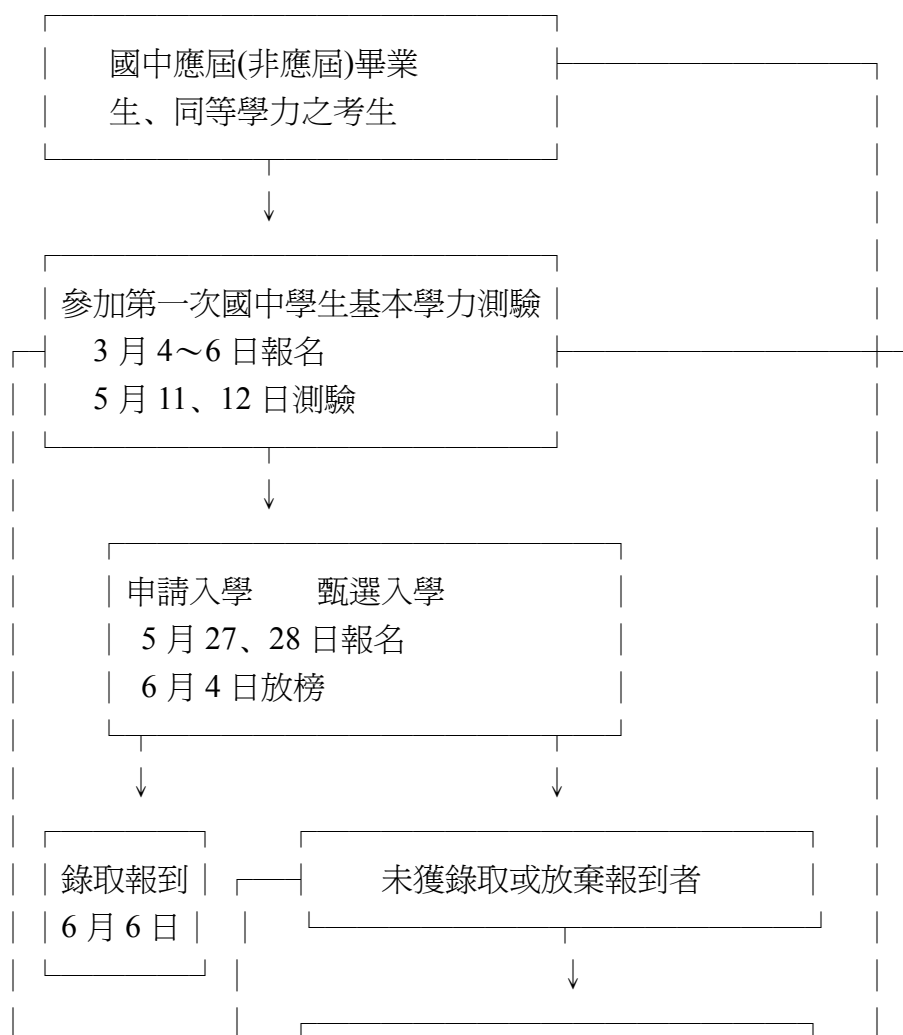 國中應屆(非應屆)畢業
生、同等學力之考生
參加第一次國中學生基本學力測驗
3 月 4～6 日報名
5 月 11、12 日測驗
申請入學　　甄選入學
5 月 27、28 日報名
6 月 4 日放榜
錄取報到
6 月 6 日
未獲錄取或放棄報到者